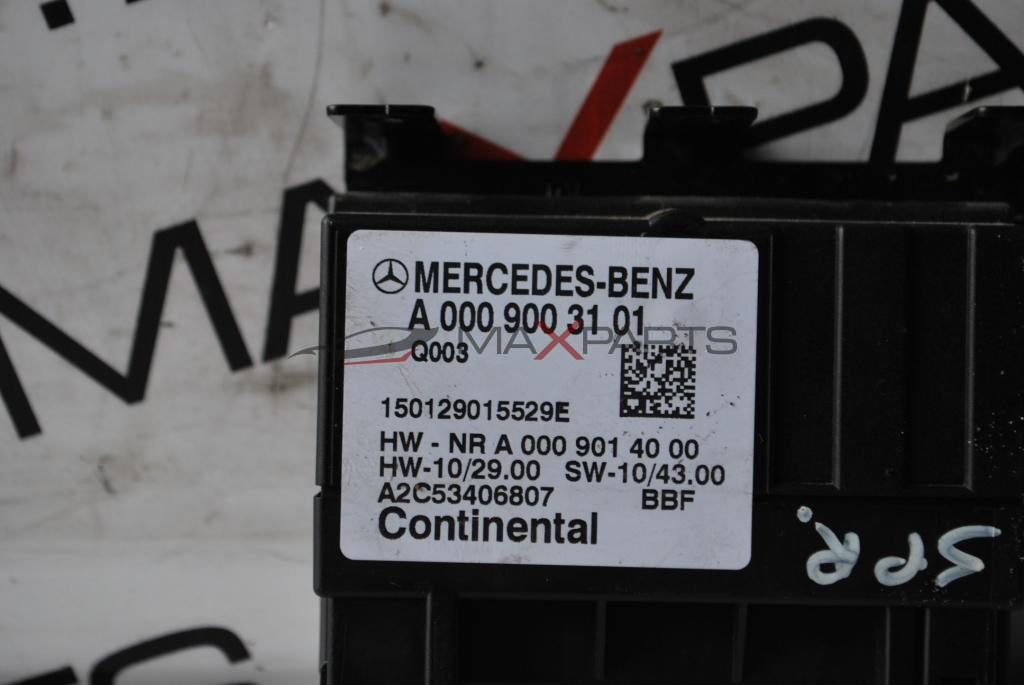 MERCEDES-BENZ
A 000 900 31 01
MAXPARTS
Q003
150129015529E
HW - NR A 000 901 40 00
HW-10/29.00 SW-10/43.00
A2C53406807 BBF
Continental